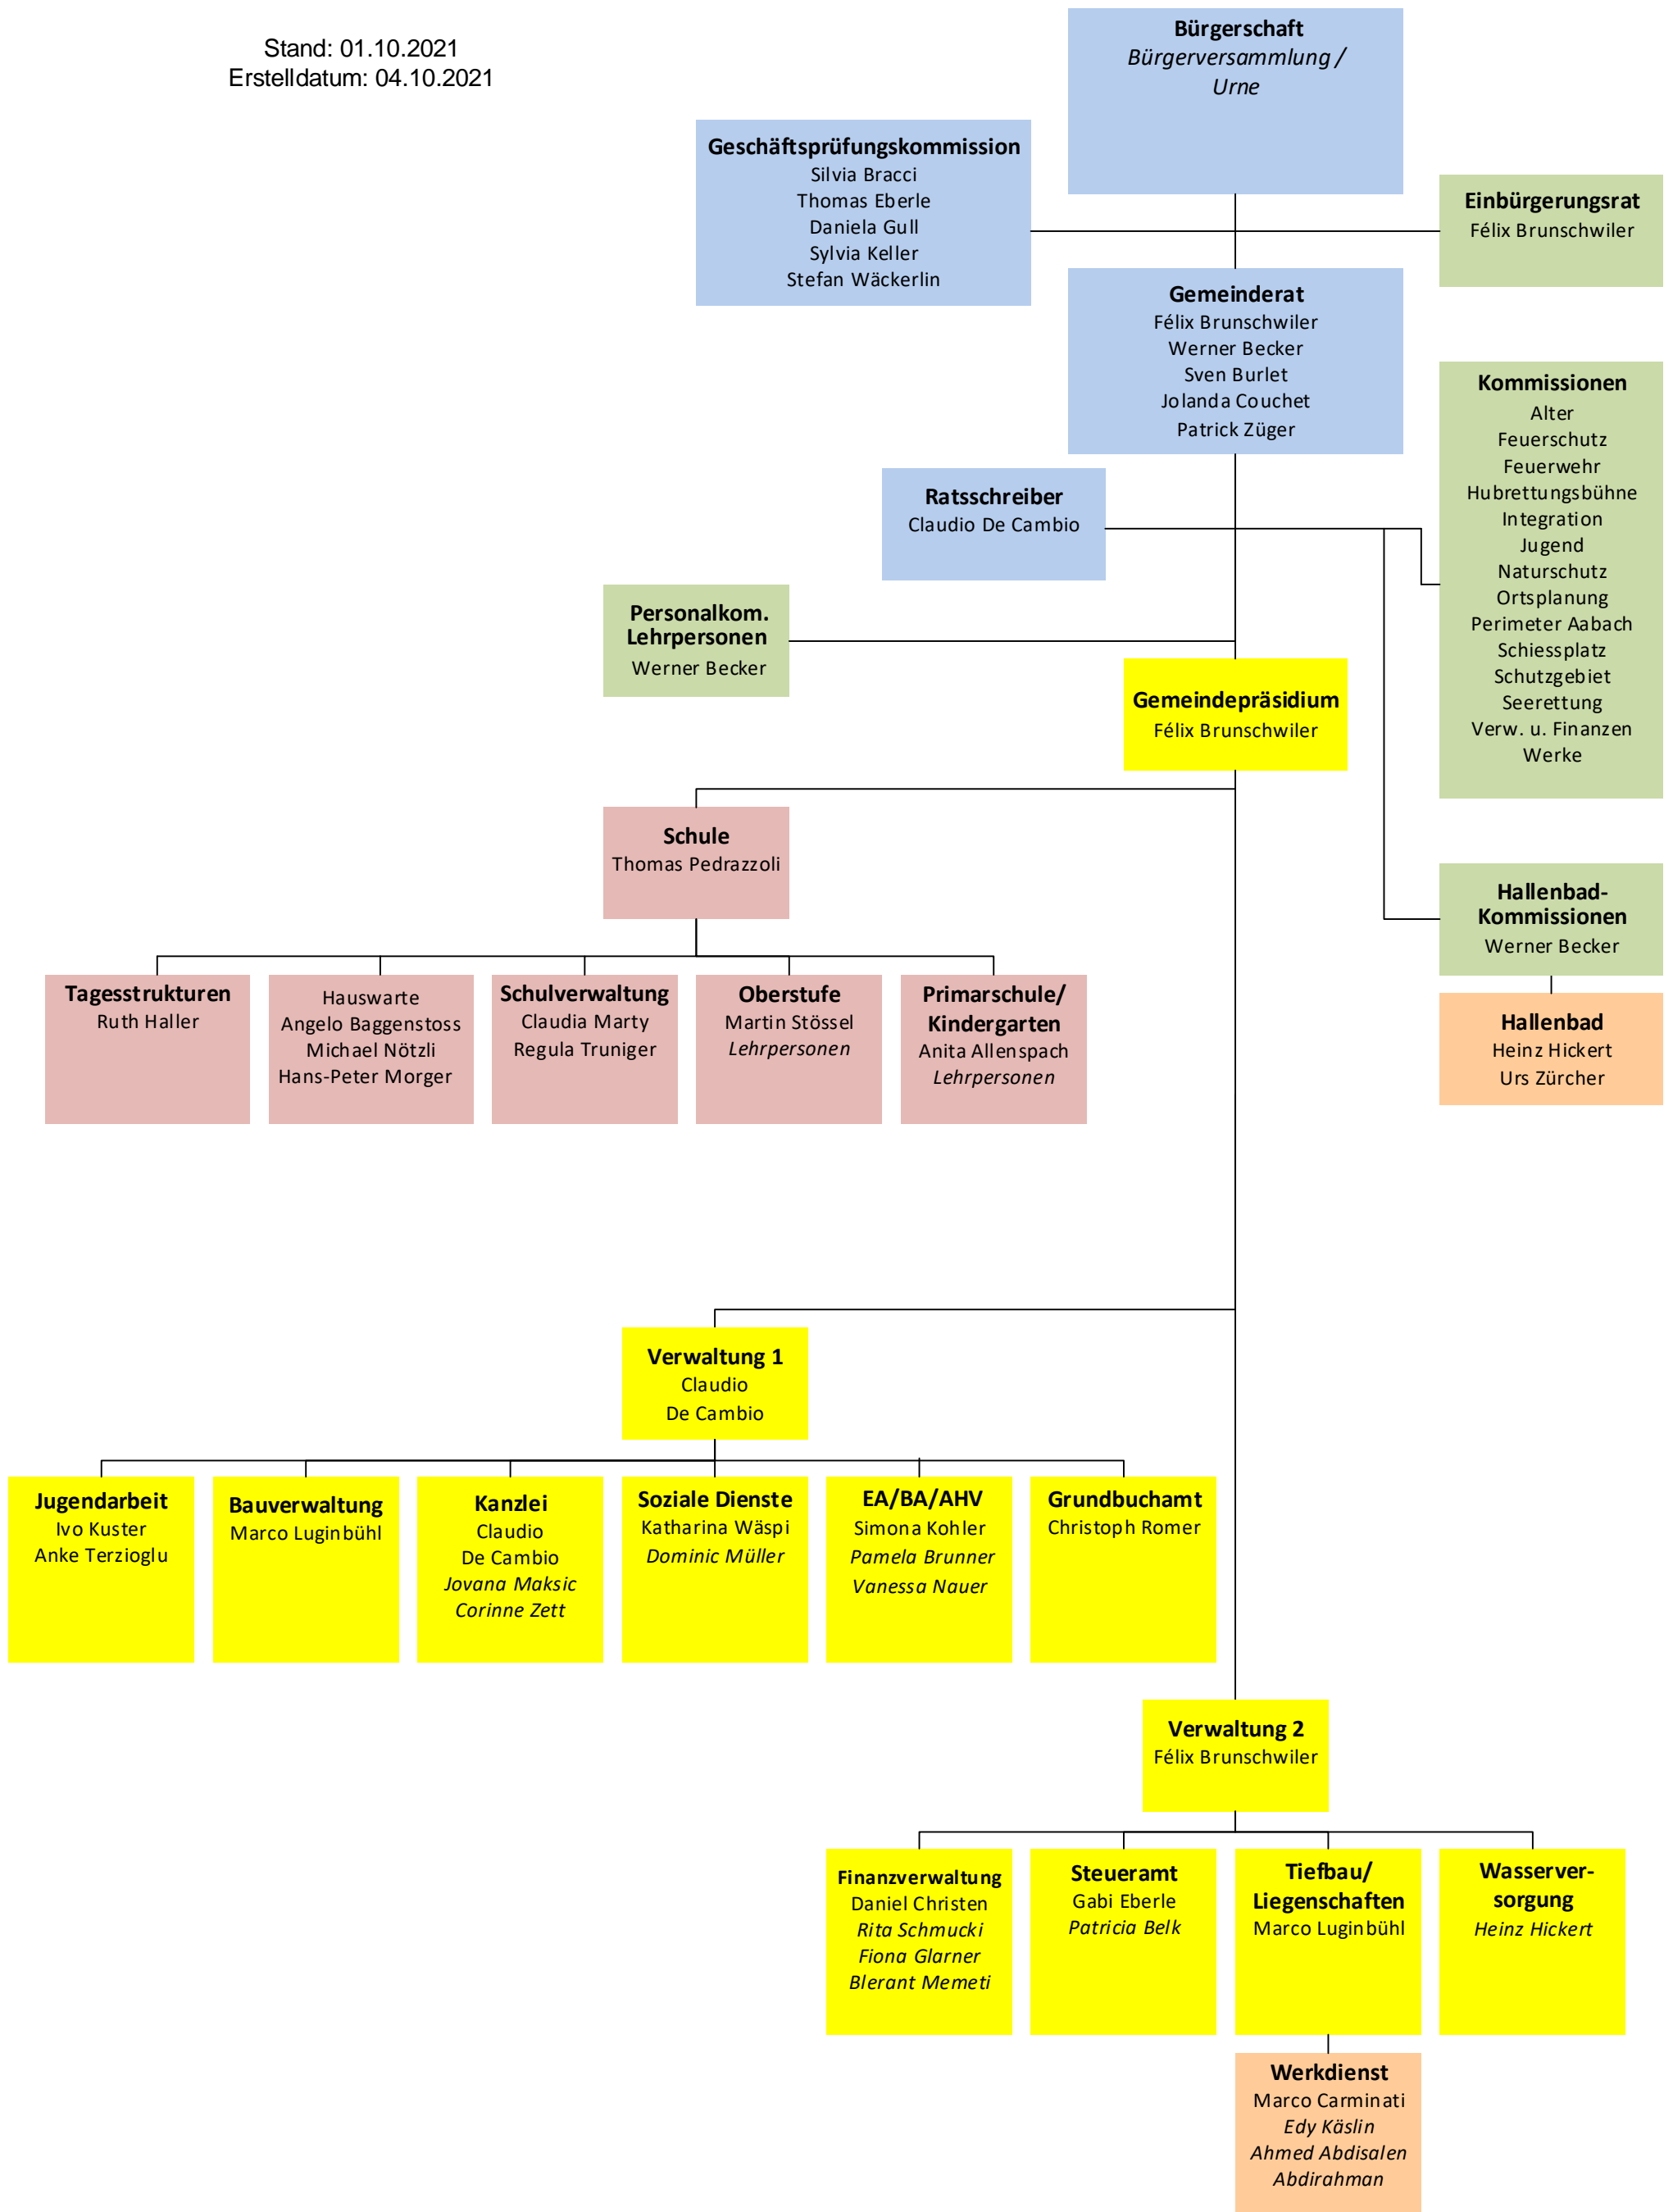 Stand: 01.10.2021
Erstelldatum: 04.10.2021
Bürgerschaft
Bürgerversammlung /
Urne
Geschäftsprüfungskommission
Silvia Bracci
Thomas Eberle
Daniela Gull
Sylvia Keller
Stefan Wäckerlin
Einbürgerungsrat
Félix Brunschwiler
Gemeinderat
Félix Brunschwiler
Werner Becker
Sven Burlet
Jolanda Couchet
Patrick Züger
Kommissionen
Alter
Feuerschutz
Feuerwehr
Hubrettungsbühne
Integration
Jugend
Naturschutz
Ortsplanung
Perimeter Aabach
Schiessplatz
Schutzgebiet
Seerettung
Verw. u. Finanzen
Werke
Ratsschreiber
Claudio De Cambio
Personalkom.
Lehrpersonen
Werner Becker
Gemeindepräsidium
Félix Brunschwiler
Schule
Thomas Pedrazzoli
Hallenbad-
Kommissionen
Werner Becker
Hallenbad
Heinz Hickert
Urs Zürcher
Tagesstrukturen
Ruth Haller
Hauswarte
Angelo Baggenstoss
Michael Nötzli
Hans-Peter Morger
Schulverwaltung
Claudia Marty
Regula Truniger
Oberstufe
Martin Stössel
Lehrpersonen
Primarschule/
Kindergarten
Anita Allenspach
Lehrpersonen
Verwaltung 1
Claudio
De Cambio
Jugendarbeit
Ivo Kuster
Anke Terzioglu
Bauverwaltung
Marco Luginbühl
Kanzlei
Claudio
De Cambio
Jovana Maksic
Corinne Zett
Soziale Dienste
Katharina Wäspi
Dominic Müller
EA/BA/AHV
Simona Kohler
Pamela Brunner
Vanessa Nauer
Grundbuchamt
Christoph Romer
Verwaltung 2
Félix Brunschwiler
Finanzverwaltung
Daniel Christen
Rita Schmucki
Fiona Glarner
Blerant Memeti
Steueramt
Gabi Eberle
Patricia Belk
Tiefbau/
Liegenschaften
Marco Luginbühl
Wasserver-
sorgung
Heinz Hickert
Werkdienst
Marco Carminati
Edy Käslin
Ahmed Abdisalen
Abdirahman